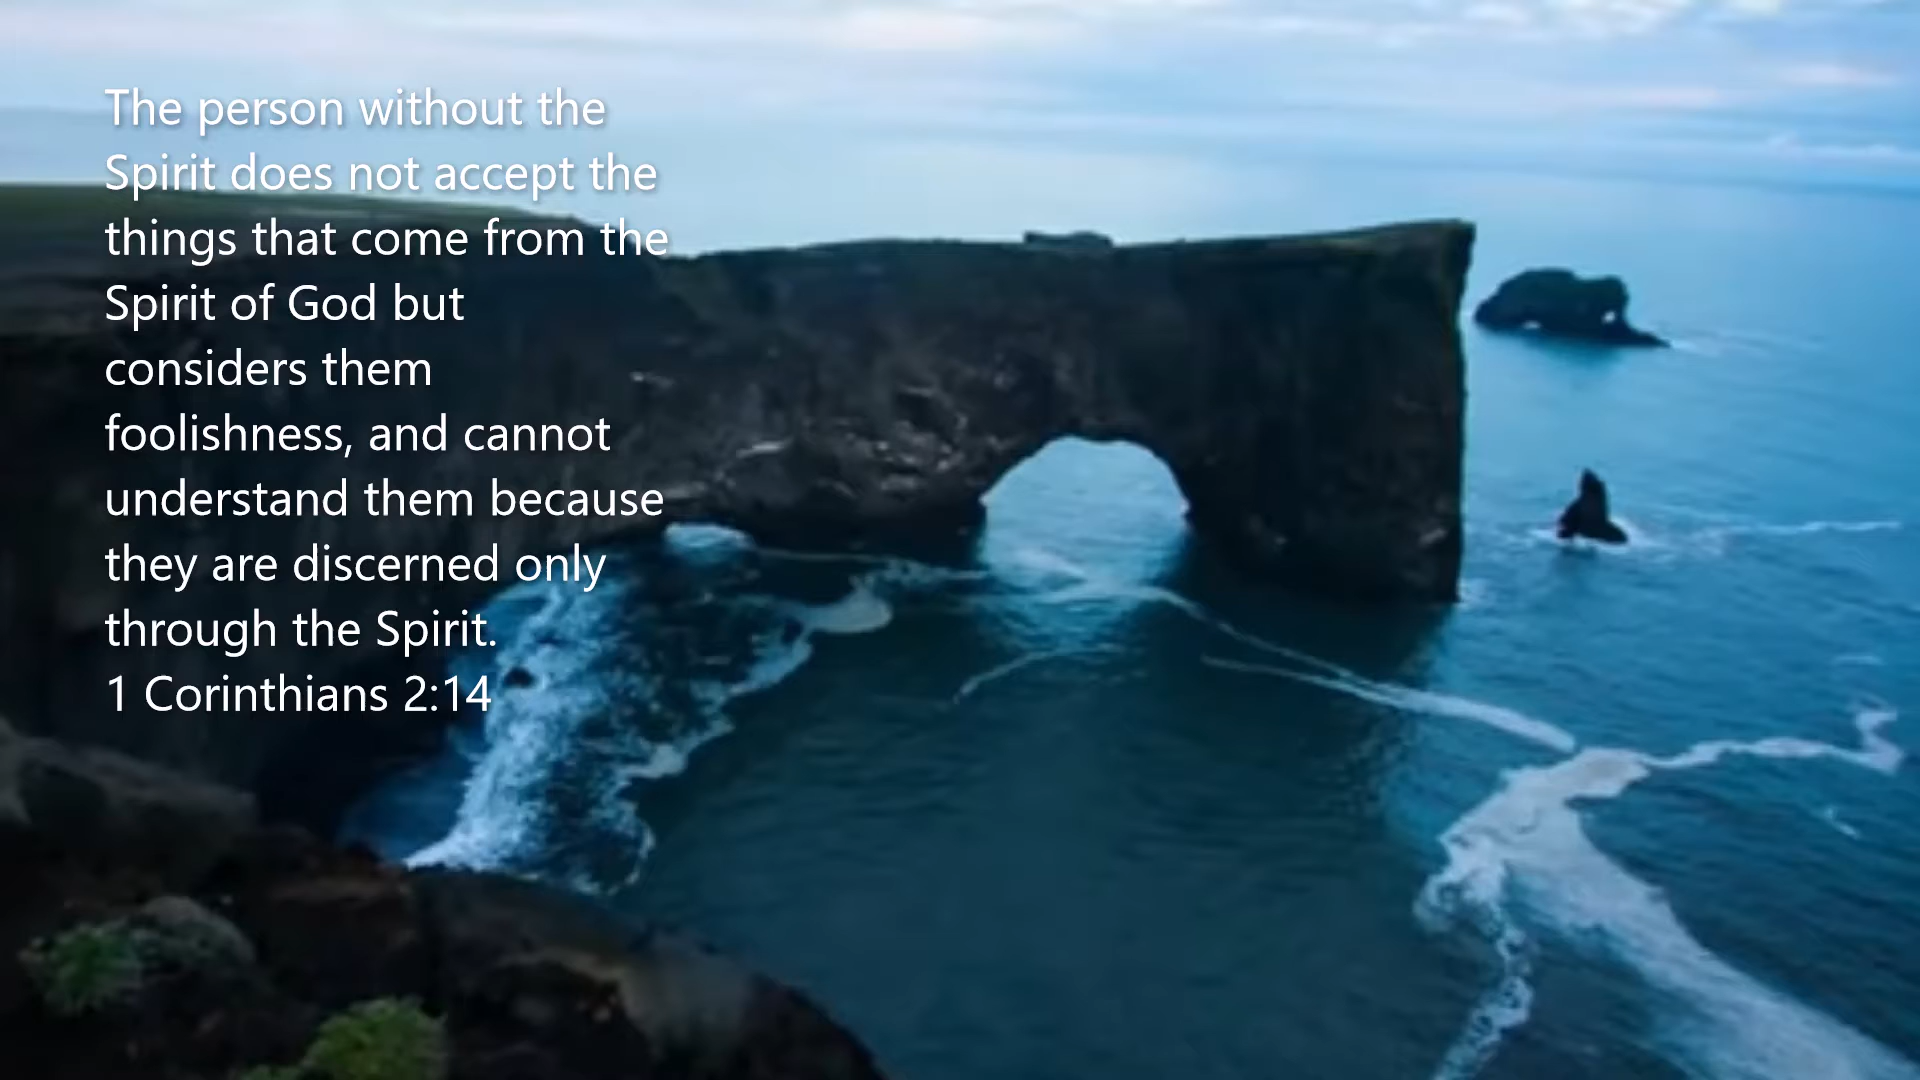 The person without the
Spirit does not accept the
things that come from the
Spirit of God but
considers them
foolishness, and cannot
understand them because
they are discerned only
through the Spirit.
1 Corinthians 2:14